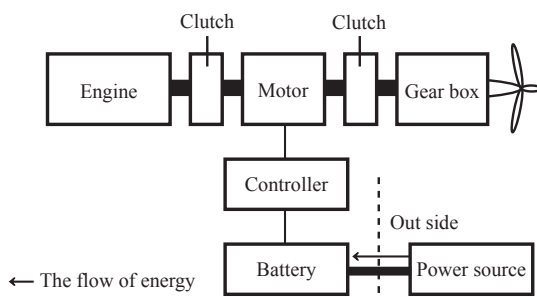 Clutch
Clutch
Engine
Motor
Gear box
Controller
Out side
Battery
Power source
The flow of energy